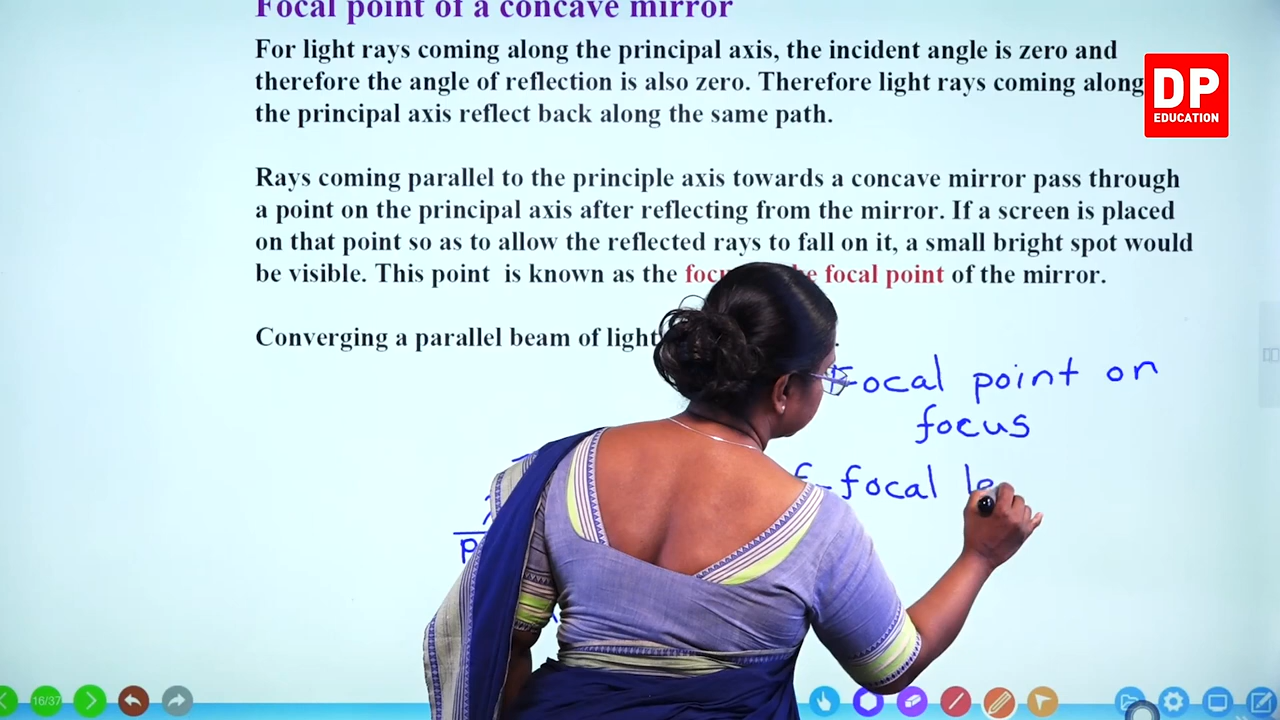 Focal point of a concave mirror
For light rays coming along the principal axis, the incident angle is zero and
therefore the angle of reflection is also zero. Therefore light rays coming along
the principal axis reflect back along the same path.
DP
EDUCATION
Rays coming parallel to the principle axis towards a concave mirror pass through
a point on the principal axis after reflecting from the mirror. If a screen is placed
on that point so as to allow the reflected rays to fall on it, a small bright spot would
be visible. This point is known as the focal point of the mirror.
Converging a parallel beam of light
Focal point on
focus
f-focal
16/37